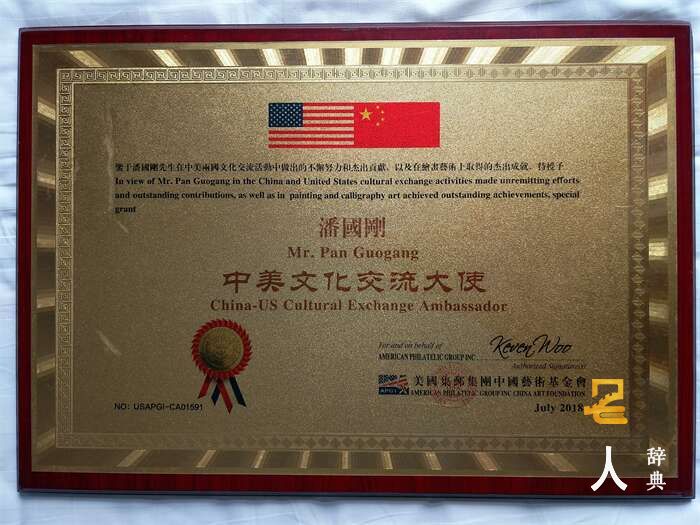 鑒于潘國剛先生在中美兩國文化交流活動中做出的不懈努力和杰出貢獻、以及在繪畫藝術上取得的杰出成就、特授予
In view of Mr. Pan Guogang in the China and United States cultural exchange activities made unremitting efforts
and outstanding contributions, as well as in painting and calligraphy art achieved outstanding achievements, special
grant
潘國剛
Mr. Pan Guogang
中美文化交流大使
China-US Cultural Exchange Ambassador
For and on behalf of
AMERICAN PHILATELIC GROUP INC
Keven Woo
Authorized Signature(s)
APGI
美國集郵集團中國藝術基金會
AMERICAN PHILATELIC GROUP INC CHINA ART FOUNDATION
NO: USAPGI-CA01591
July 2018
人
辞典